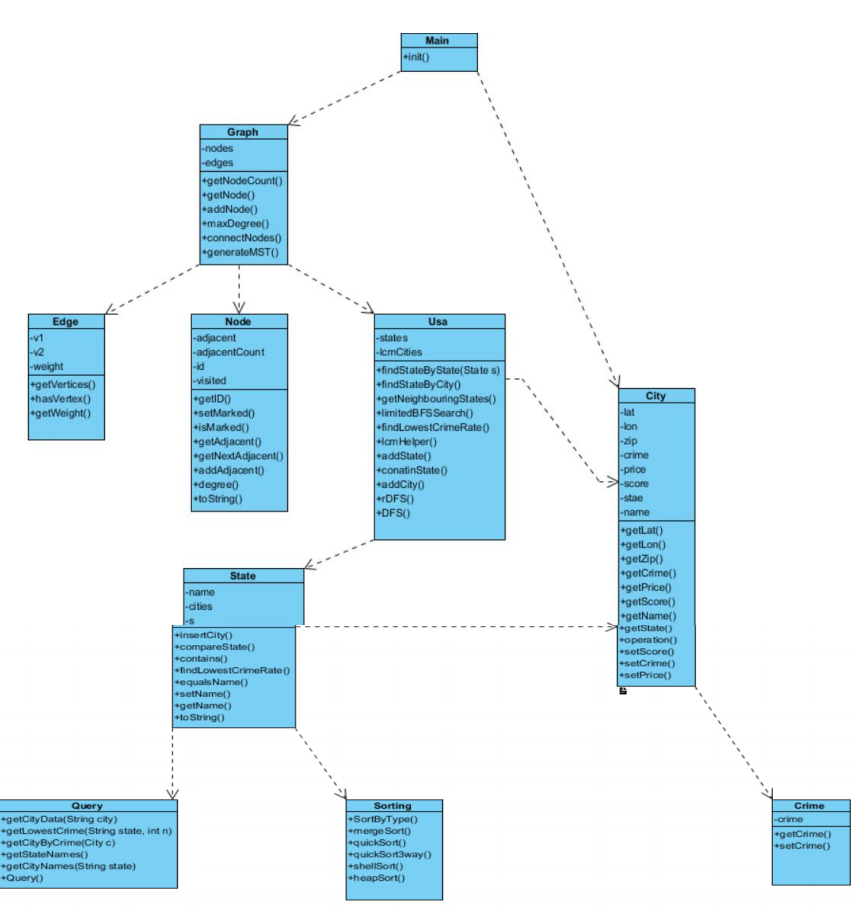 Main
+init()
Graph
-nodes
-edges
+getNodeCount()
+getNode()
+addNode()
+maxDegree()
+connectNodes()
+generateMST()
Edge
-v1
-v2
-weight
+getVertices()
+hasVertex()
+getWeight()
Node
-adjacent
-adjacentCount
-id
-visited
+getID()
+setMarked()
+isMarked()
+getAdjacent()
+getNextAdjacent()
+addAdjacent()
+degree()
+toString()
Usa
-states
-lcmCities
+findStateByState(State s)
+findStateByCity()
+getNeighbouringStates()
+limitedBFSSearch()
+findLowestCrimeRate()
+lcmHelper()
+addState()
+conatinState()
+addCity()
+rDFS()
+DFS()
City
-lat
-lon
-zip
-crime
-price
-score
-stae
-name
+getLat()
+getLon()
+getZip()
+getCrime()
+getPrice()
+getScore()
+getName()
+getState()
+operation()
+setScore()
+setCrime()
+setPrice()
State
-name
-cities
-s
+insertCity()
+compareState()
+contains()
+findLowestCrimeRate()
+equalsName()
+setName()
+getName()
+toString()
Query
+getCityData(String city)
+getLowestCrime(String state, int n)
+getCityByCrime(City c)
+getStateNames()
+getCityNames(String state)
+Query()
Sorting
+SortByType()
+mergeSort()
+quickSort()
+quickSort3way()
+shellSort()
+heapSort()
Crime
-crime
+getCrime()
+setCrime()